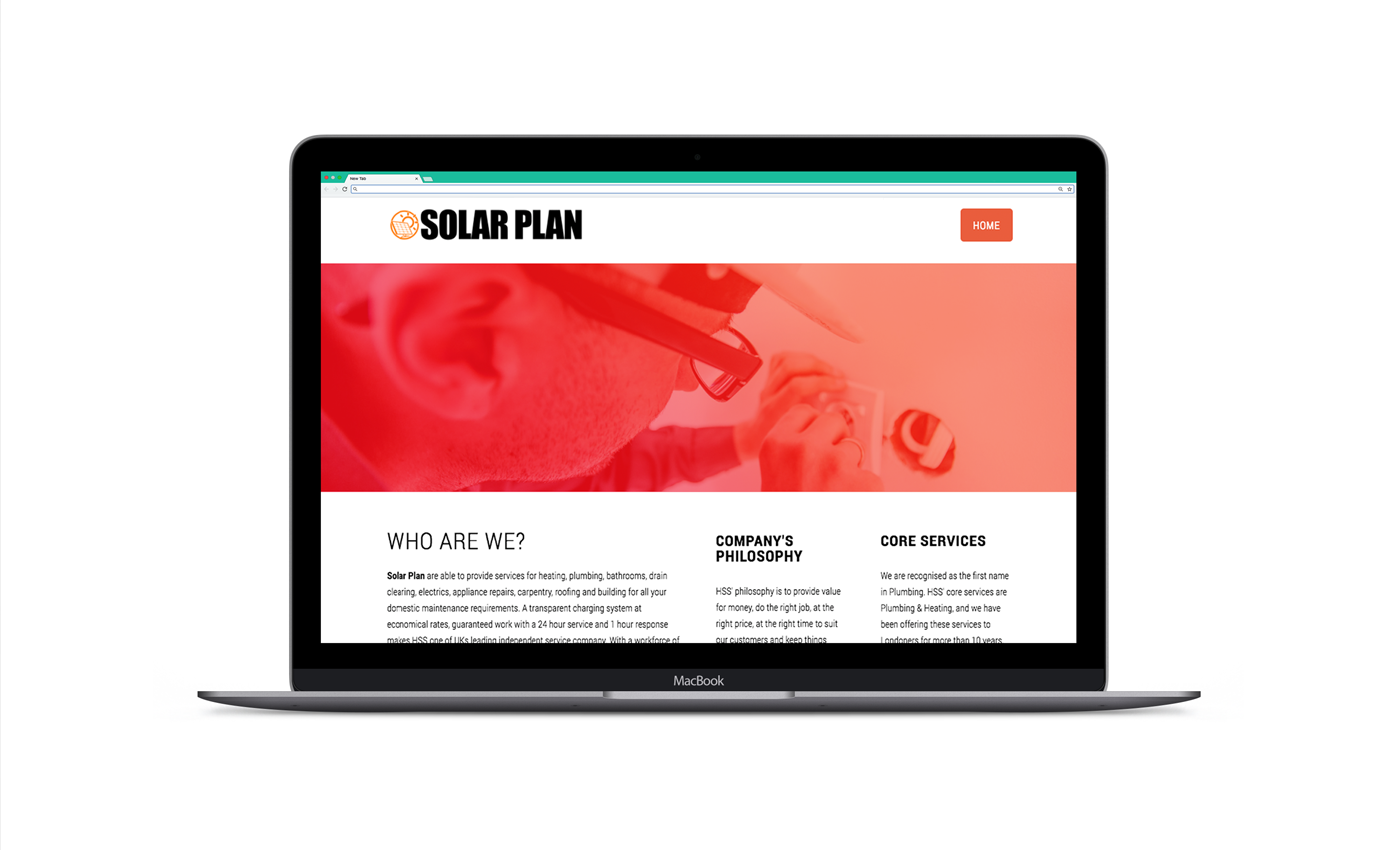 New Tab
SOLAR PLAN
HOME
WHO ARE WE?
Solar Plan are able to provide services for heating, plumbing, bathrooms, drain
clearing, electrics, appliance repairs, carpentry, roofing and building for all your
domestic maintenance requirements. A transparent charging system at
economical rates, guaranteed work with a 24 hour service and 1 hour response
makes HSS one of UKs leading independent service company. With a workforce of
COMPANY'S
PHILOSOPHY
HSS' philosophy is to provide value
for money, do the right job, at the
right price, at the right time to suit
our customers and keep things
CORE SERVICES
We are recognised as the first name
in Plumbing. HSS' core services are
Plumbing & Heating, and we have
been offering these services to
Londoners for more than 10 years
MacBook